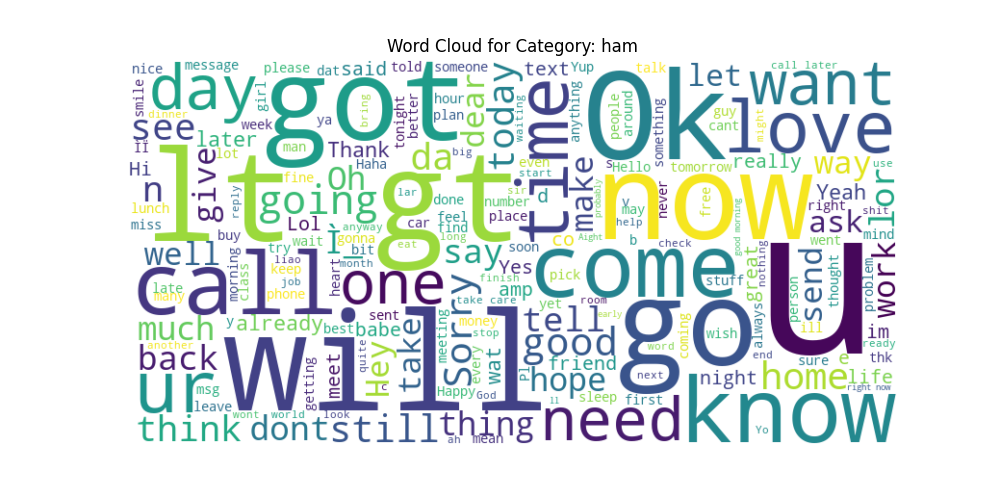 Word Cloud for Category: ham
nice message please dat said told someone today text Yup Ok let talk call later
smile day girl got bring hour dear waiting anything people around want
dinner see later week ya tonight better plan time guy cant something love might
II lot man Thank Haha da big even s Hello tomorrow really way use
Hi lt gt Oh fine start make probably now never free Yeah lor
n give reply going lar done sir number d y may ask shit
lunch miss Lol anyway car feel find place co b help right mind
well buy try wait gonna Ì_ bit eat long say soon Aight check good morning went
morning liao heart month Yes come stuff great nothing u work
call class keep job one finish amp pick person send thought problem
late many phone sent take care yet room always ill im
much y already best babe meeting money stop tell early go wish coming end sure e ready
back another will quite Hey take sorry every wat pl good friend word thk
ur msg getting meet c Happy God hope next night home life
leave wont world look ll sleep first right now
think dont still ah thing mean need know Yo